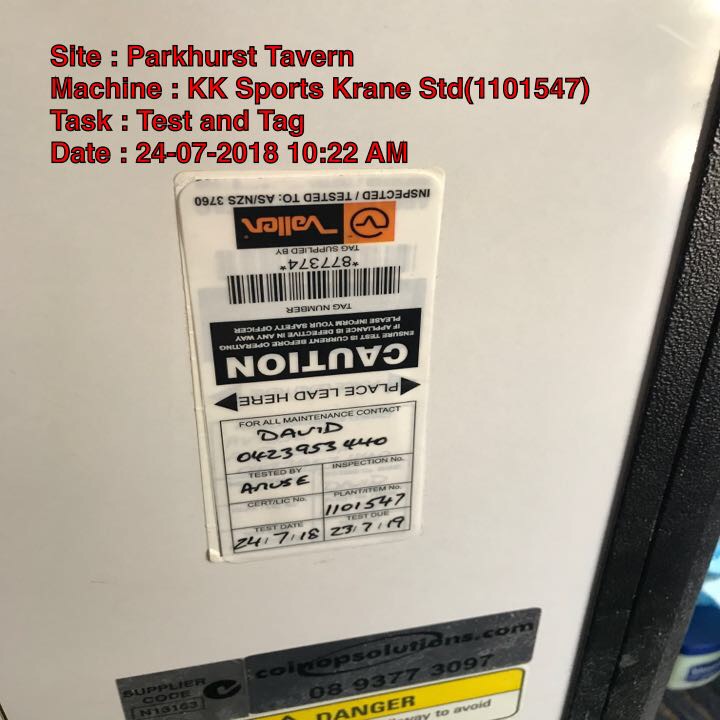 Site : Parkhurst Tavern
Machine : KK Sports Krane Std(1101547)
Task : Test and Tag
Date : 24-07-2018 10:22 AM
INSPECTED / TESTED TO: AS/NZS 3760
Vallen
TAG SUPPLIED BY
*877374*
TAG NUMBER
ENSURE TEST IS CURRENT BEFORE OPERATING
IF APPLIANCE IS DEFECTIVE IN ANY WAY
PLEASE INFORM YOUR SAFETY OFFICER
CAUTION
PLACE LEAD HERE
FOR ALL MAINTENANCE CONTACT
DAVID
0423953440
TESTED BY
INSPECTION No.
AMUSE
CERT/LIC No.
PLANT/ITEM No.
1101547
TEST DATE
TEST DUE
24/7/18
23/7/19
coinopsolutions.com
08 9377 3097
SUPPLIER
CODE
N16163
DANGER
to avoid